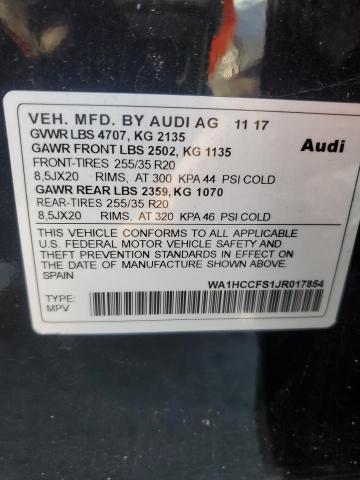 VEH. MFD. BY AUDI AG 11 17
GVWR LBS 4707, KG 2135
GAWR FRONT LBS 2502, KG 1135
Audi
FRONT-TIRES 255/35 R20
8,5JX20 RIMS, AT 300 KPA 44 PSI COLD
GAWR REAR LBS 2359, KG 1070
REAR-TIRES 255/35 R20
8,5JX20 RIMS, AT 320 KPA 46 PSI COLD
THIS VEHICLE CONFORMS TO ALL APPLICABLE
U.S. FEDERAL MOTOR VEHICLE SAFETY AND
THEFT PREVENTION STANDARDS IN EFFECT ON
THE DATE OF MANUFACTURE SHOWN ABOVE.
SPAIN
WA1HCCFS1JR017854
TYPE:
MPV